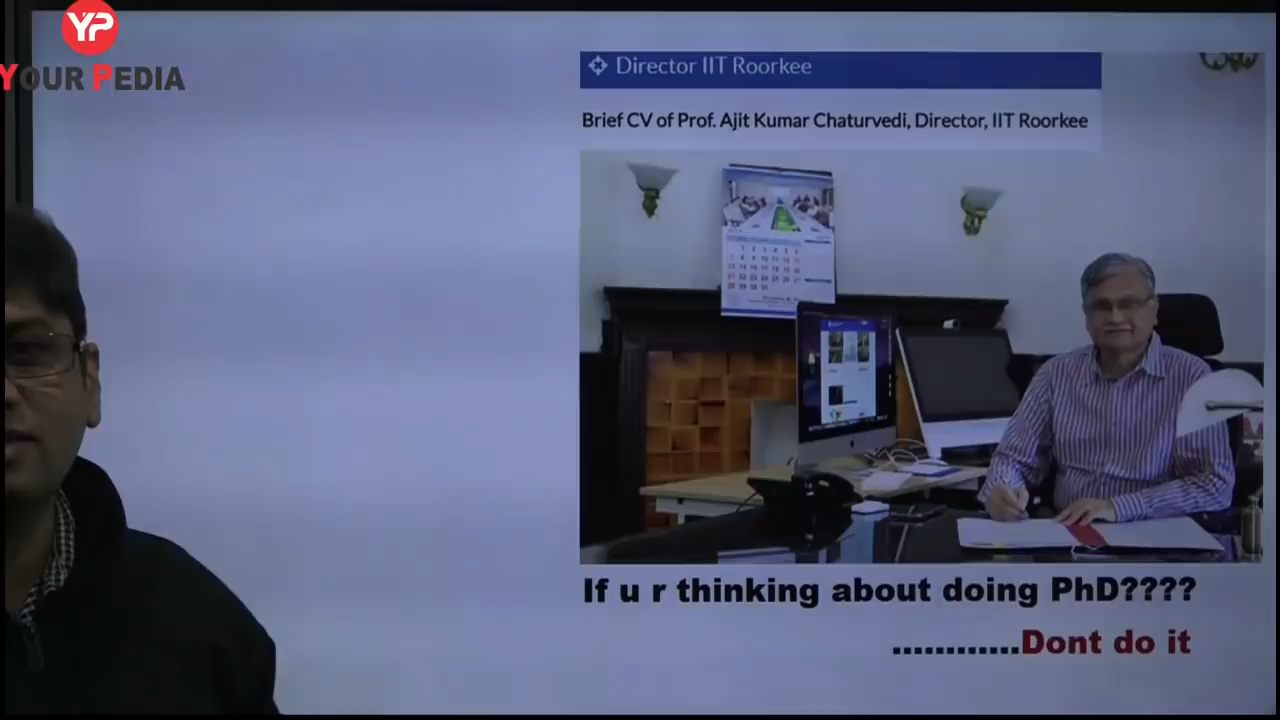 YP
YOUR PEDIA
Director IIT Roorkee
Brief CV of Prof. Ajit Kumar Chaturvedi, Director, IIT Roorkee
If u r thinking about doing PhD????
............Dont do it